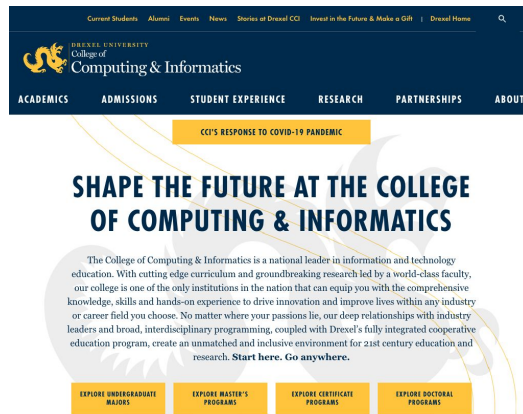 Current Students Alumni Events News Stories at Drexel CCI Invest in the Future & Make a Gift | Drexel Home
DREXEL UNIVERSITY
College of
Computing & Informatics
ACADEMICS ADMISSIONS STUDENT EXPERIENCE RESEARCH PARTNERSHIPS ABOUT
CCI'S RESPONSE TO COVID-19 PANDEMIC
SHAPE THE FUTURE AT THE COLLEGE
OF COMPUTING & INFORMATICS
The College of Computing & Informatics is a national leader in information and technology
education. With cutting edge curriculum and groundbreaking research led by a world-class faculty,
our college is one of the only institutions in the nation that can equip you with the comprehensive
knowledge, skills and hands-on experience to drive innovation and improve lives within any industry
or career field you choose. No matter where your passions lie, our deep relationships with industry
leaders and broad, interdisciplinary programming, coupled with Drexel's fully integrated cooperative
education program, create an unmatched and inclusive environment for 21st century education and
research. Start here. Go anywhere.
EXPLORE UNDERGRADUATE EXPLORE MASTER'S EXPLORE CERTIFICATE EXPLORE DOCTORAL
MAJORS PROGRAMS PROGRAMS PROGRAMS